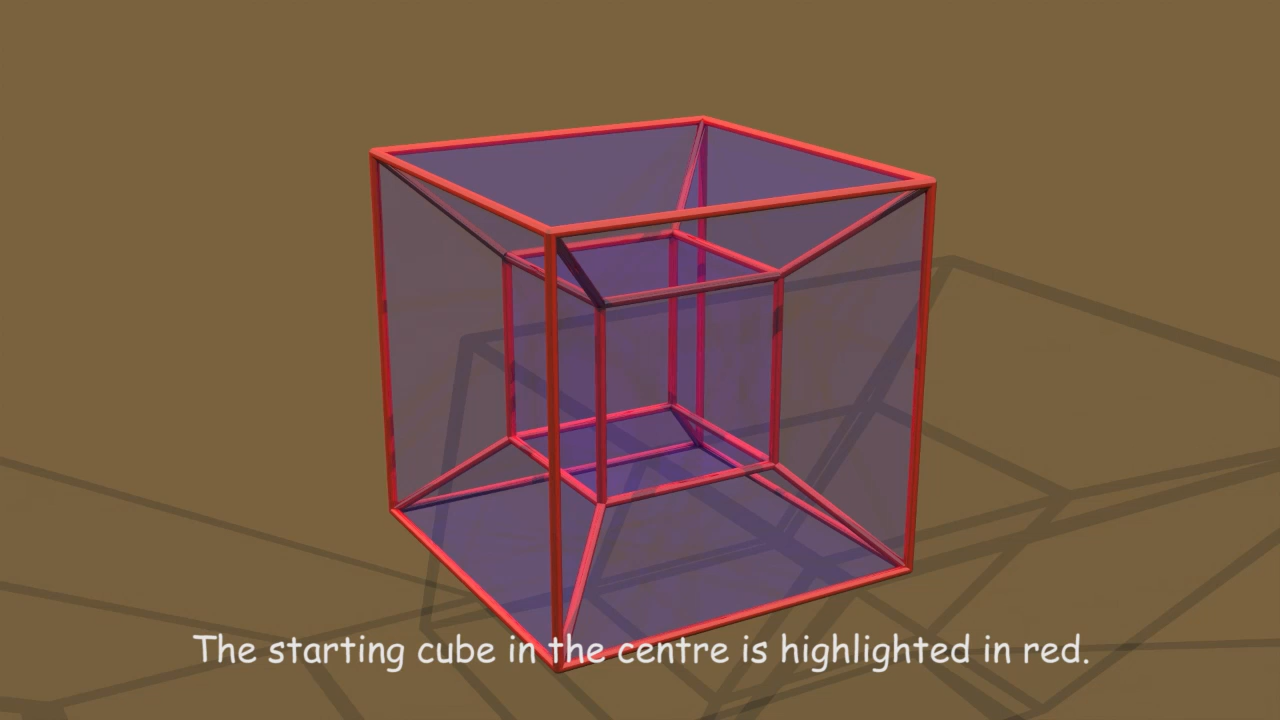 The starting cube in the centre is highlighted in red.